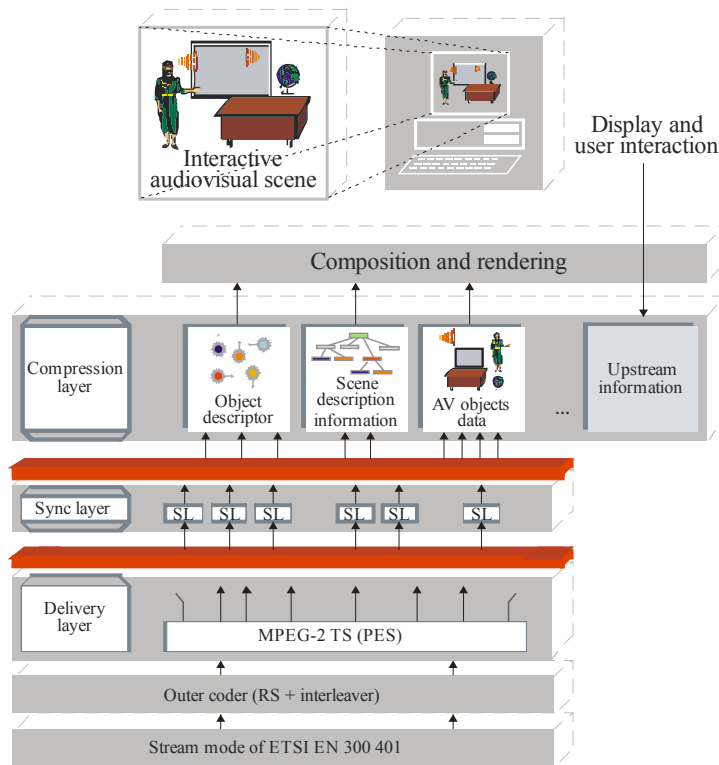 Interactive
audiovisual scene
Display and
user interaction
Composition and rendering
Compression
layer
Object
descriptor
Scene
description
information
AV objects
data
...
Upstream
information
Sync layer
SL SL SL SL SL SL
Delivery
layer
MPEG-2 TS (PES)
Outer coder (RS + interleaver)
Stream mode of ETSI EN 300 401